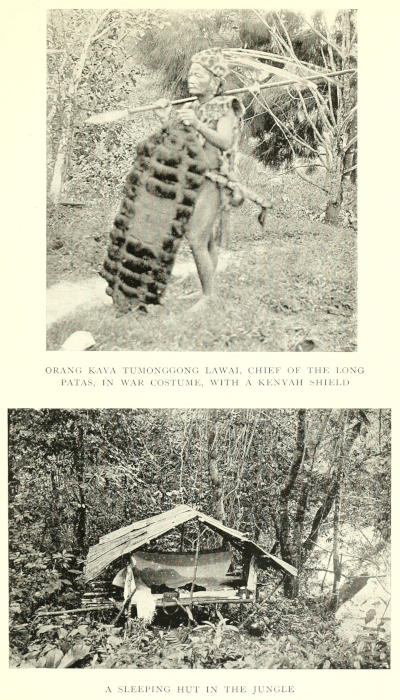 ORANG KAYA TUMONGGONG LAWAI, CHIEF OF THE LONG
PATAS, IN WAR COSTUME, WITH A KENYAH SHIELD
A SLEEPING HUT IN THE JUNGLE